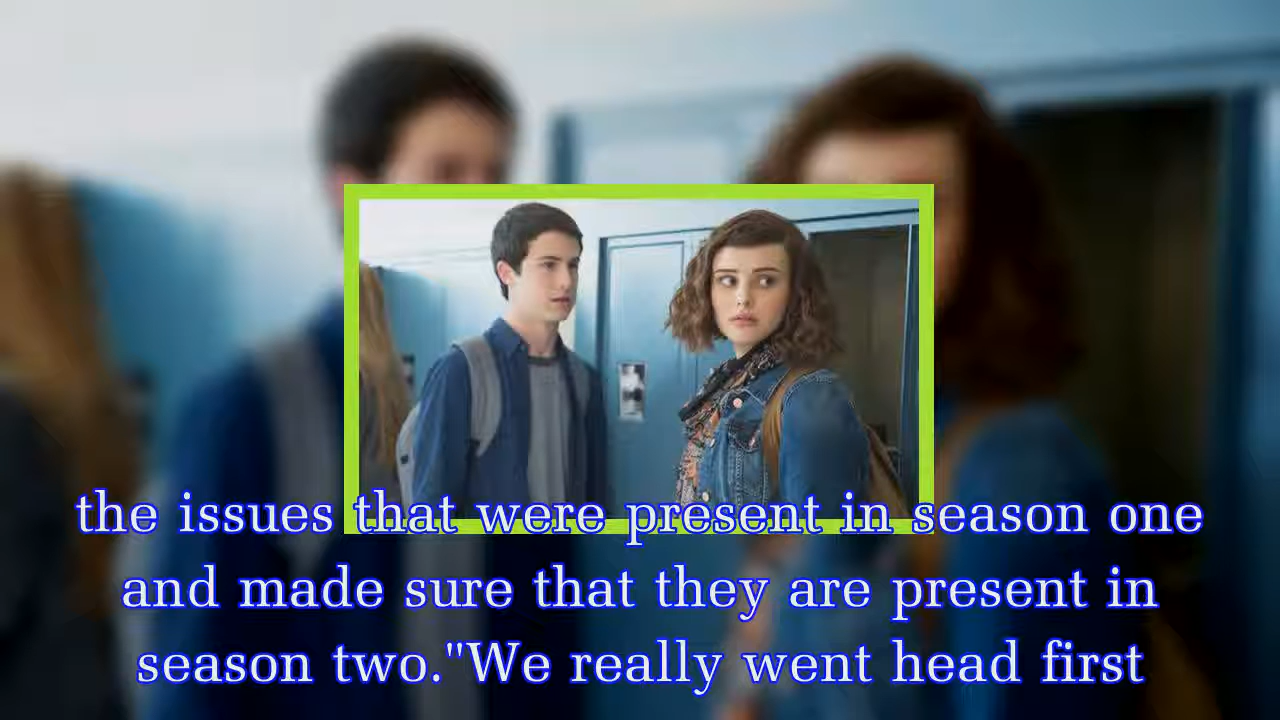 the issues that were present in season one
and made sure that they are present in
season two."We really went head first